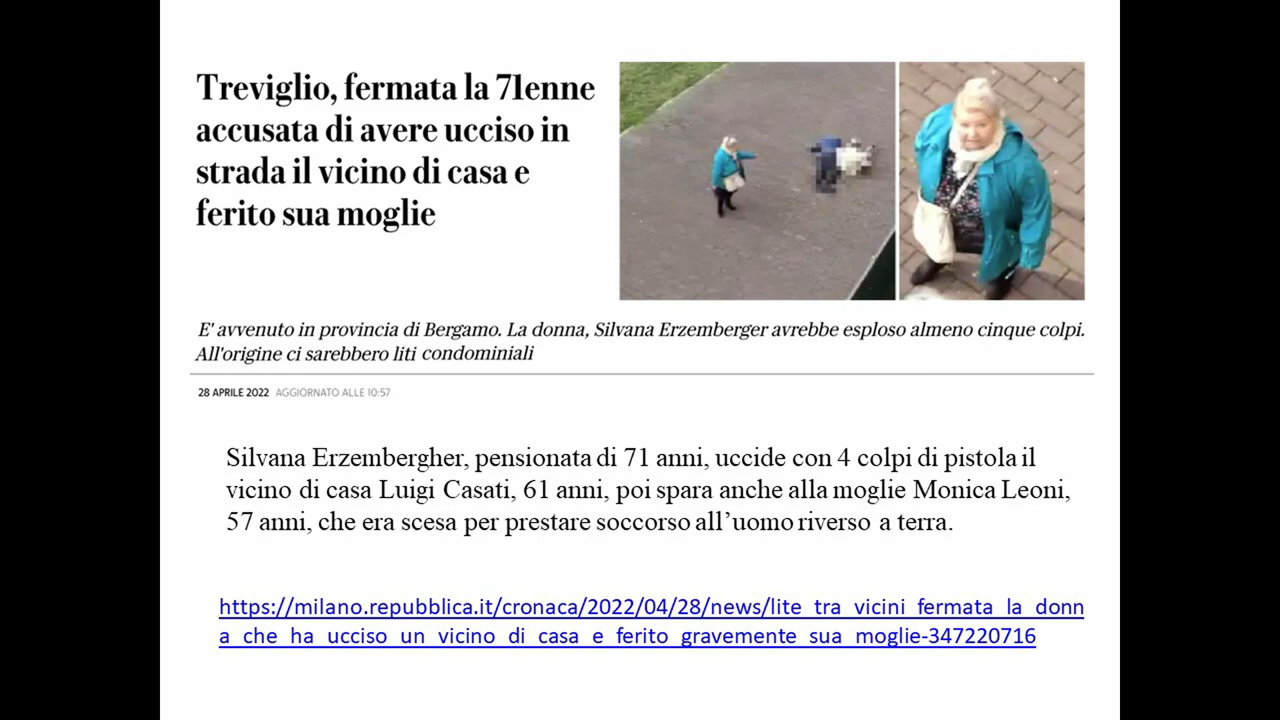 Treviglio, fermata la 71enne
accusata di avere ucciso in
strada il vicino di casa e
ferito sua moglie
E' avvenuto in provincia di Bergamo. La donna, Silvana Erzemberger avrebbe esploso almeno cinque colpi.
All'origine ci sarebbero liti condominiali
28 APRILE 2022 AGGIORNATO ALLE 10:57
Silvana Erzembergher, pensionata di 71 anni, uccide con 4 colpi di pistola il
vicino di casa Luigi Casati, 61 anni, poi spara anche alla moglie Monica Leoni,
57 anni, che era scesa per prestare soccorso all’uomo riverso a terra.
https://milano.repubblica.it/cronaca/2022/04/28/news/lite_tra_vicini_fermata_la_donn
a_che_ha_ucciso_un_vicino_di_casa_e_ferito_gravemente_sua_moglie-347220716